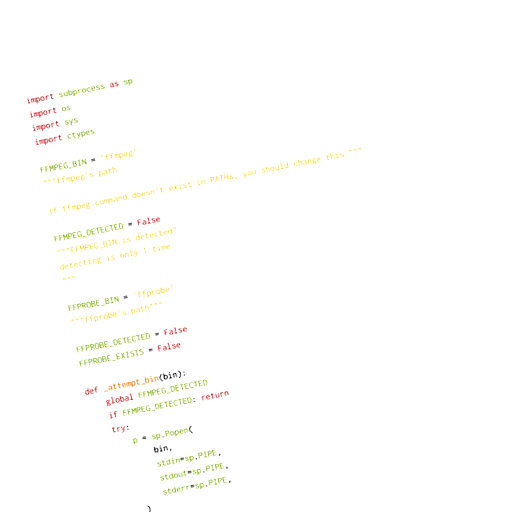 import subprocess as sp
import os
import sys
import ctypes

FFMPEG_BIN = 'ffmpeg'
"""ffmpeg's path

if ffmpeg command doesn't exist in PATHs, you should change this."""

FFMPEG_DETECTED = False
"""FFMPEG_BIN is detected?
detecting is only 1 time
"""

FFPROBE_BIN = 'ffprobe'
"""ffprobe's path"""

FFPROBE_DETECTED = False
FFPROBE_EXISTS = False

def _attempt_bin(bin):
    global FFMPEG_DETECTED
    if FFMPEG_DETECTED: return
    try:
        p = sp.Popen(
            bin,
            stdin=sp.PIPE,
            stdout=sp.PIPE,
            stderr=sp.PIPE,
        )